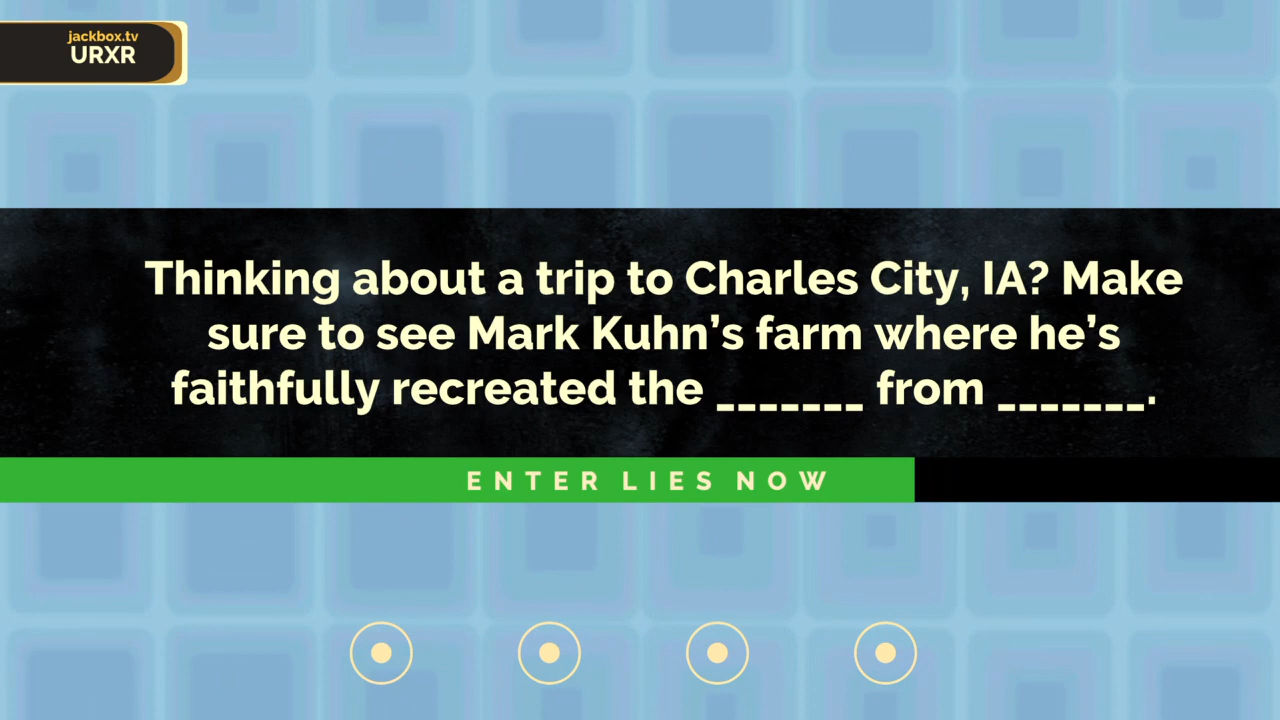 jackbox.tv
URXR
Thinking about a trip to Charles City, IA? Make
sure to see Mark Kuhn’s farm where he’s
faithfully recreated the _______ from _______.
ENTER LIES NOW